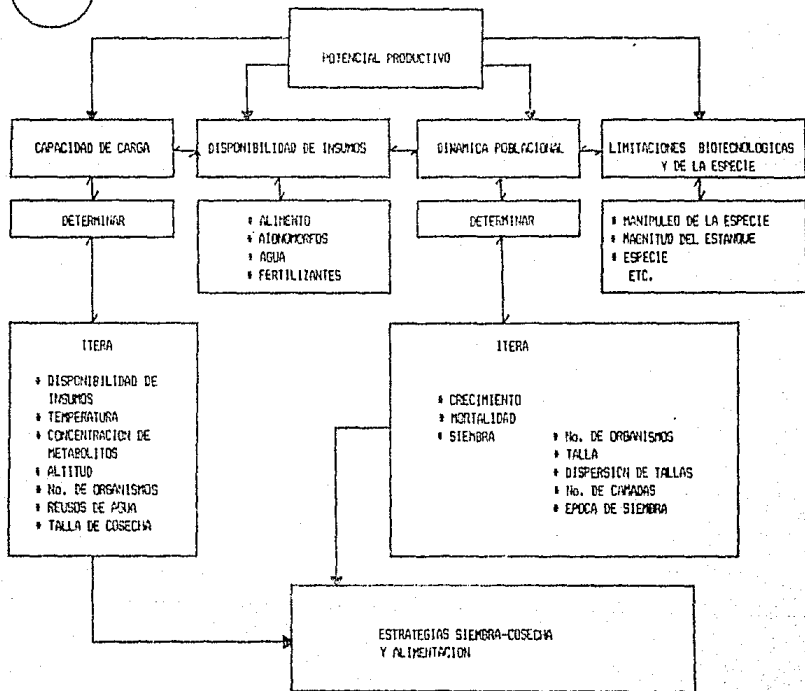 POTENCIAL PRODUCTIVO
CAPACIDAD DE CARGA
DISPONIBILIDAD DE INSUMOS
DINAMICA POBLACIONAL
LIMITACIONES BIOTECNOLOGICAS
Y DE LA ESPECIE
DETERMINAR
* ALIMENTO
* AIONOMORFOS
* AGUA
* FERTILIZANTES
DETERMINAR
* MANIPULEO DE LA ESPECIE
* MAGNITUD DEL ESTANQUE
* ESPECIE
ETC.
ITERA
* DISPONIBILIDAD DE
INSUMOS
* TEMPERATURA
* CONCENTRACION DE
METABOLITOS
* ALTITUD
* No. DE ORGANISMOS
* REUSOS DE AGUA
* TALLA DE COSECHA
ITERA
* CRECIMIENTO
* MORTALIDAD
* SIEMBRA
* No. DE ORGANISMOS
* TALLA
* DISPERSION DE TALLAS
* No. DE CAMADAS
* EPOCA DE SIEMBRA
ESTRATEGIAS SIEMBRA-COSECHA
Y ALIMENTACION